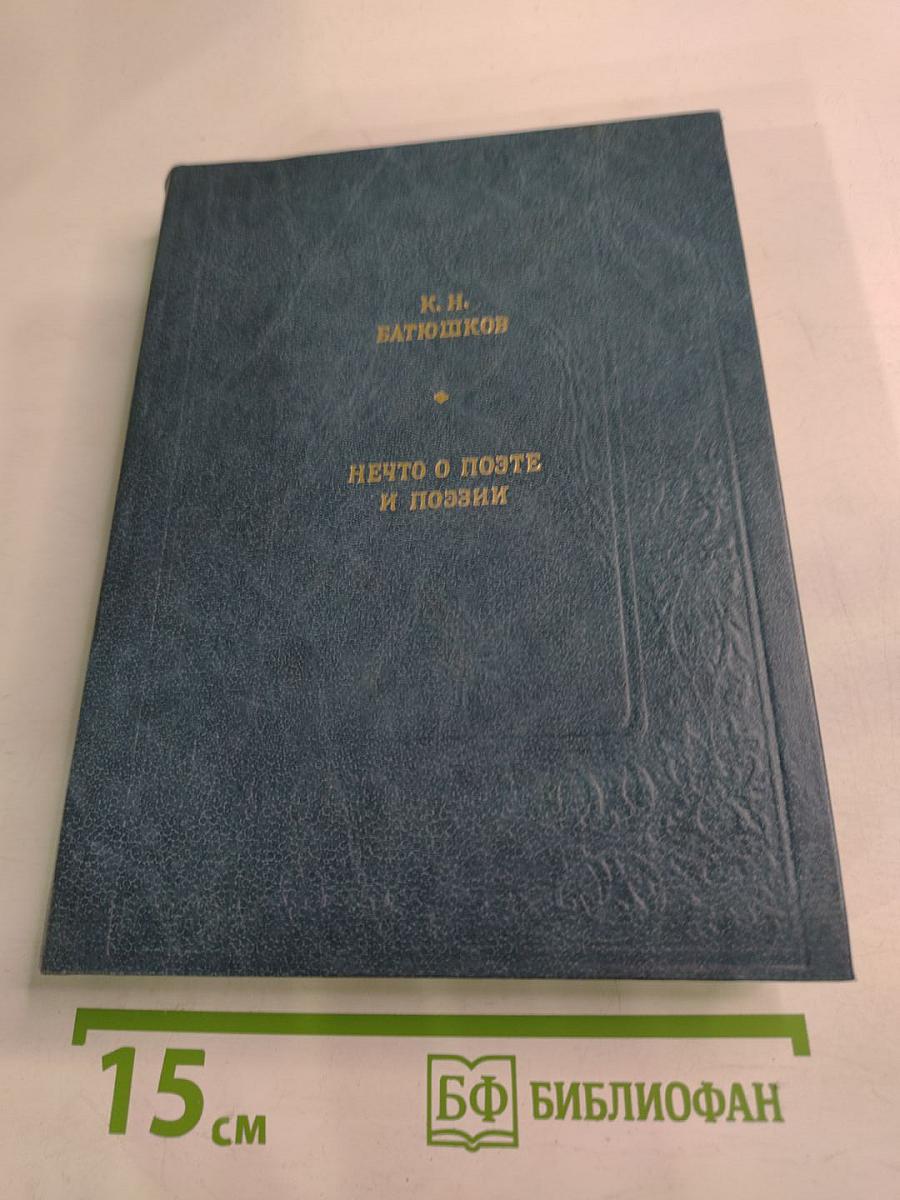 К. Н.
БАТЮШКОВ
НЕЧТО О ПОЭТЕ
И ПОЭЗИИ
15 см
БФ БИБЛИОФАН